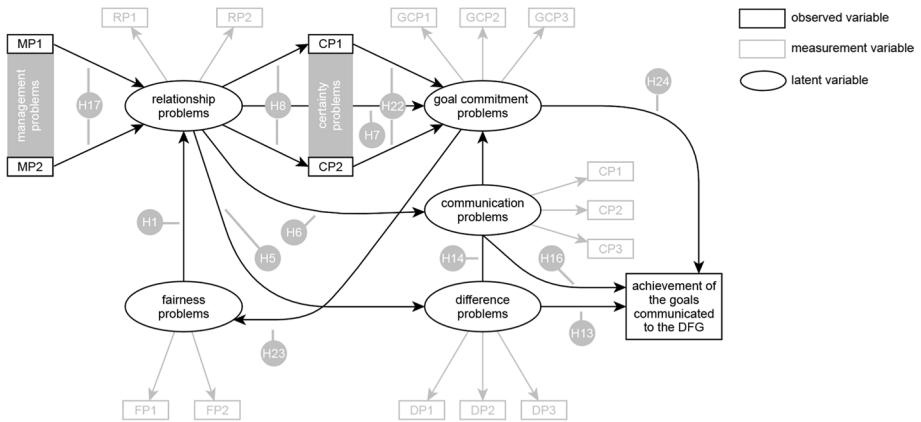 RP1
RP2
GCP1
GCP2
GCP3
observed variable
measurement variable
latent variable
MP1
CP1
H24
management
problems
H17
relationship
problems
H8
certainty
problems
H22
H7
goal commitment
problems
MP2
CP2
CP1
CP2
CP3
communication
problems
H1
H6
H5
H14
H16
fairness
problems
difference
problems
achievement of
the goals
communicated
to the DFG
H13
H23
FP1
FP2
DP1
DP2
DP3